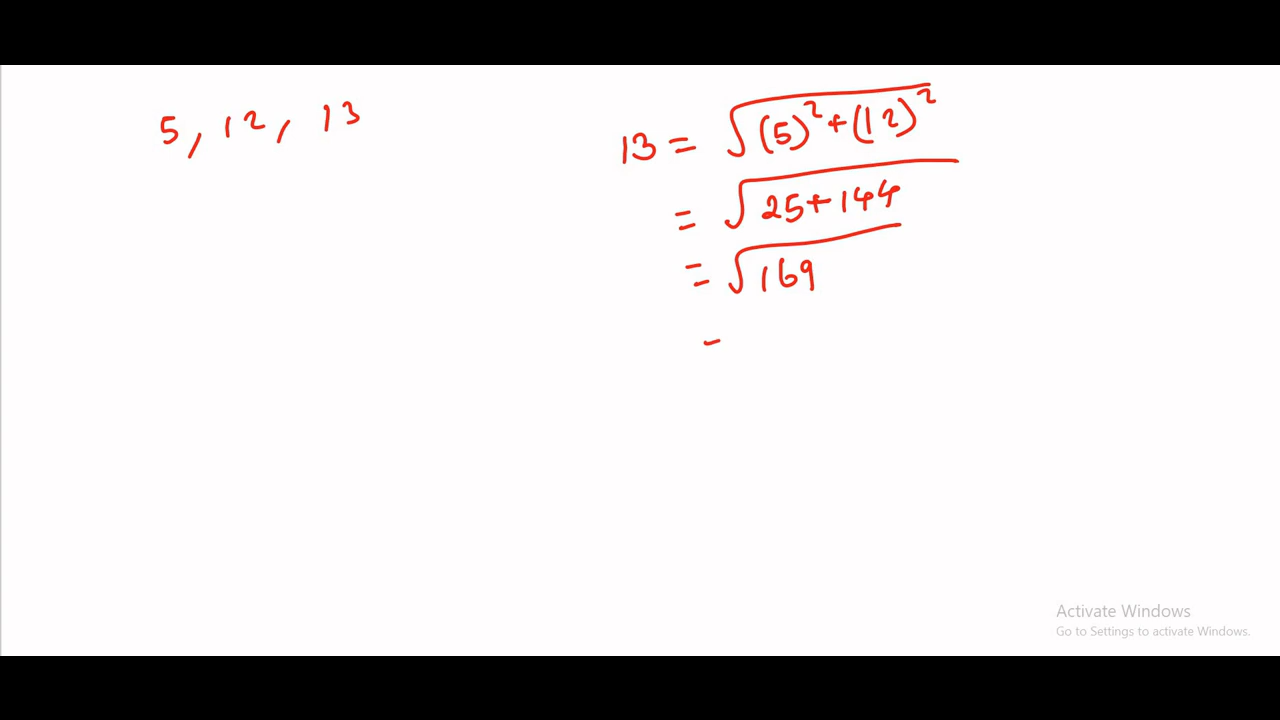 5, 12, 13
13 = √(5)²+(12)²
= √25+144
= √169
-
Activate Windows
Go to Settings to activate Windows.